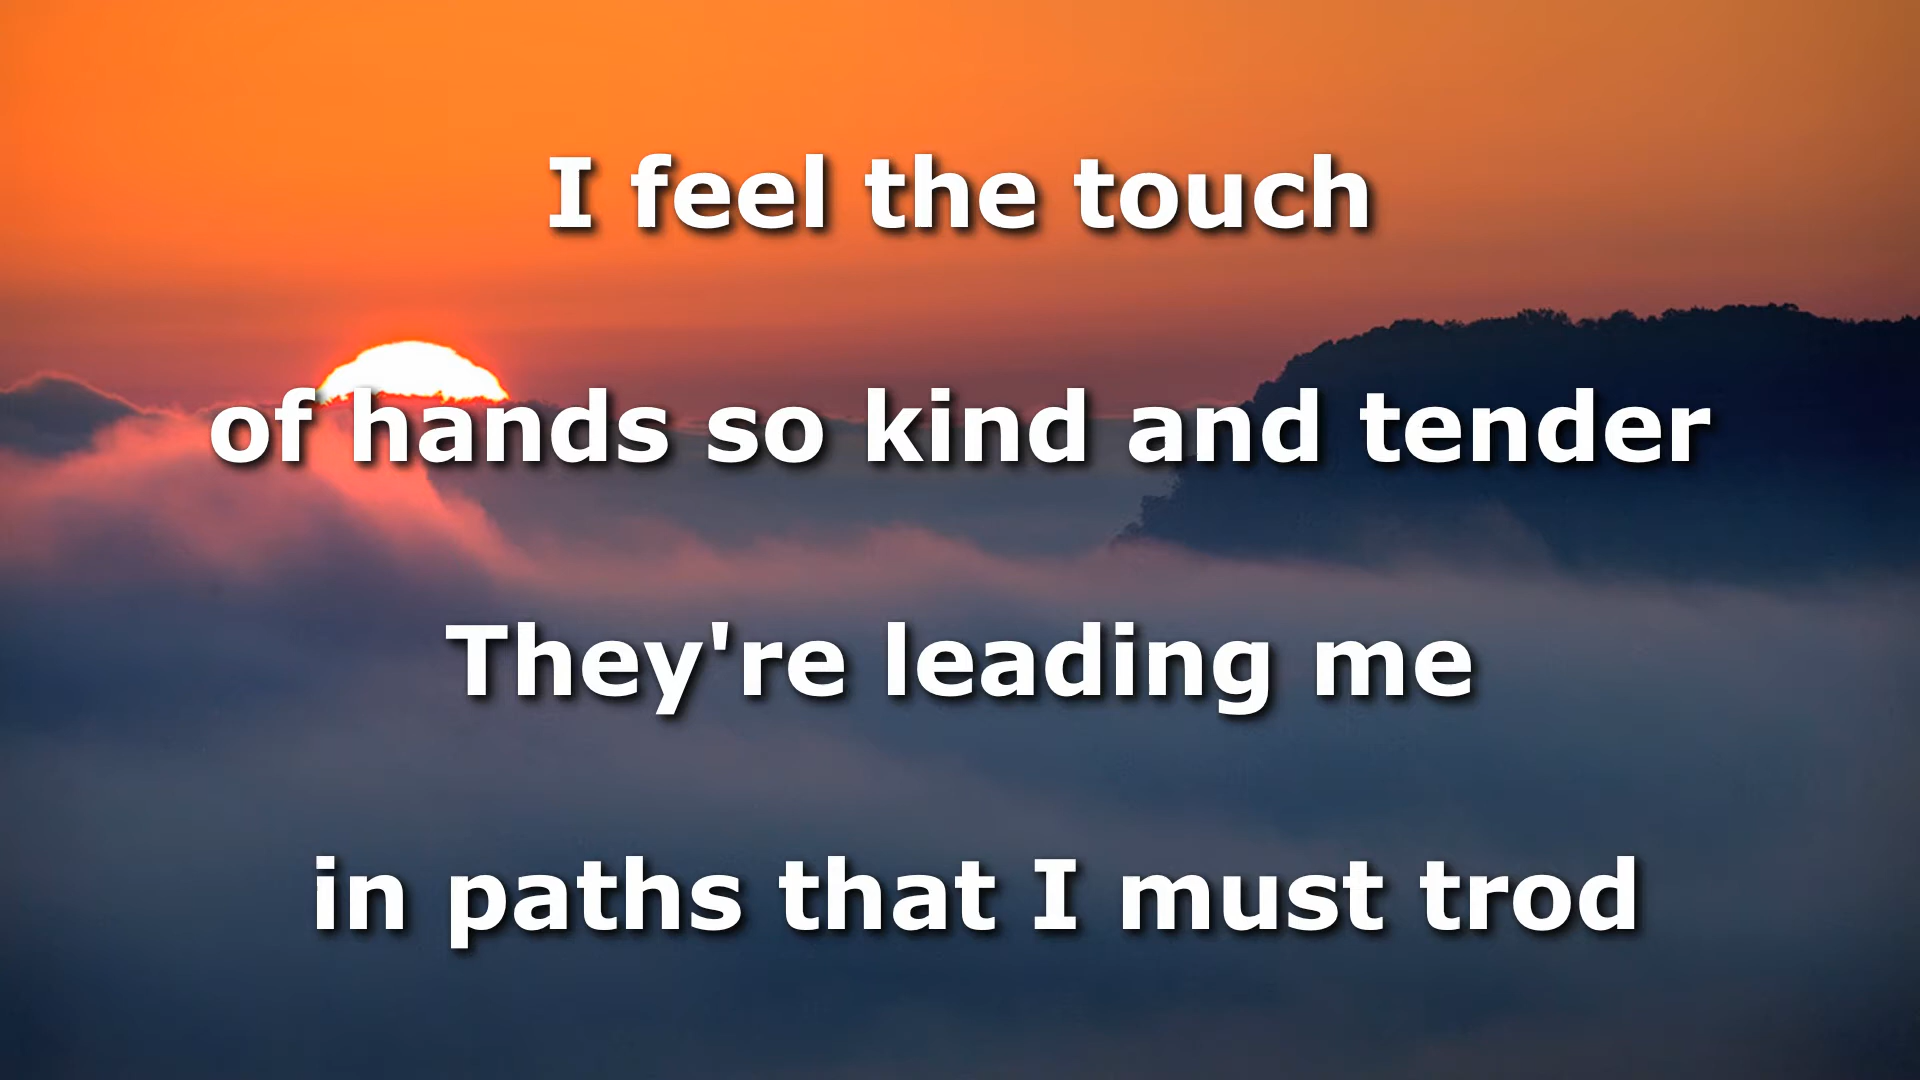 I feel the touch
of hands so kind and tender
They're leading me
in paths that I must trod